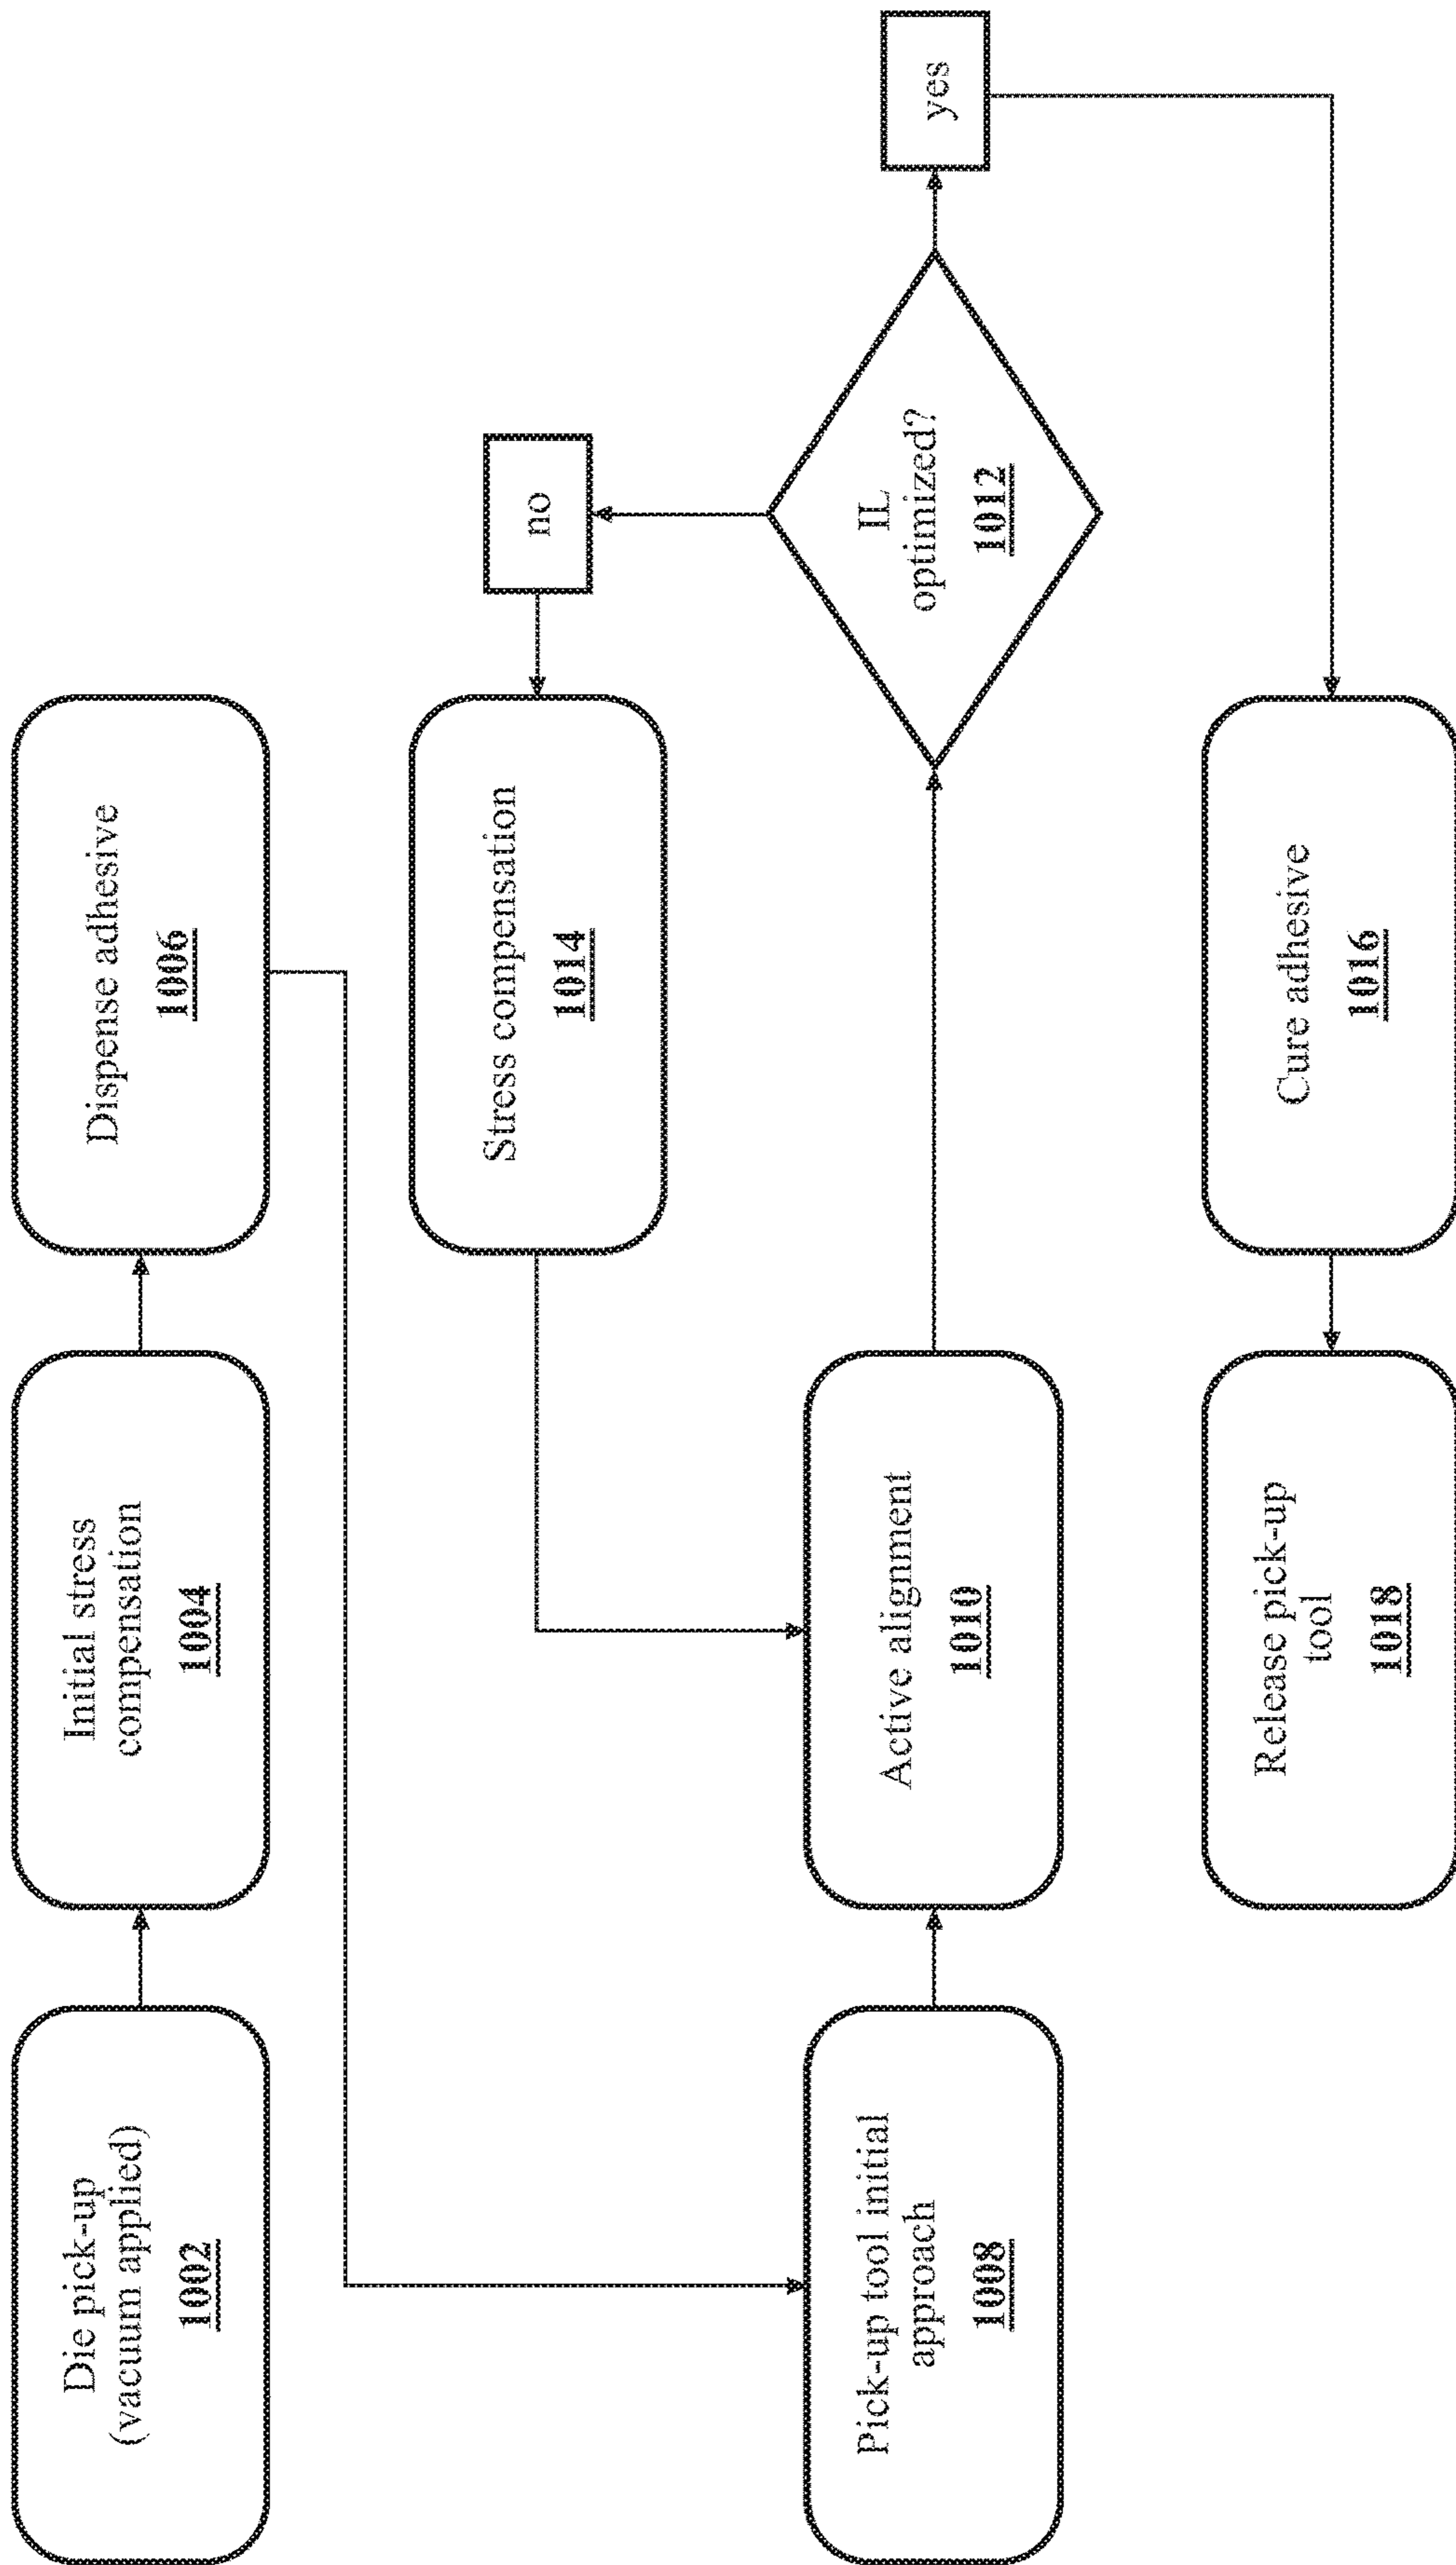 Die pick-up
(vacuum applied)
1002
Initial stress
compensation
1004
Dispense adhesive
1006
Stress compensation
1014
no
Pick-up tool initial
approach
1008
Active alignment
1010
IL
optimized?
1012
yes
Release pick-up
tool
1018
Cure adhesive
1016